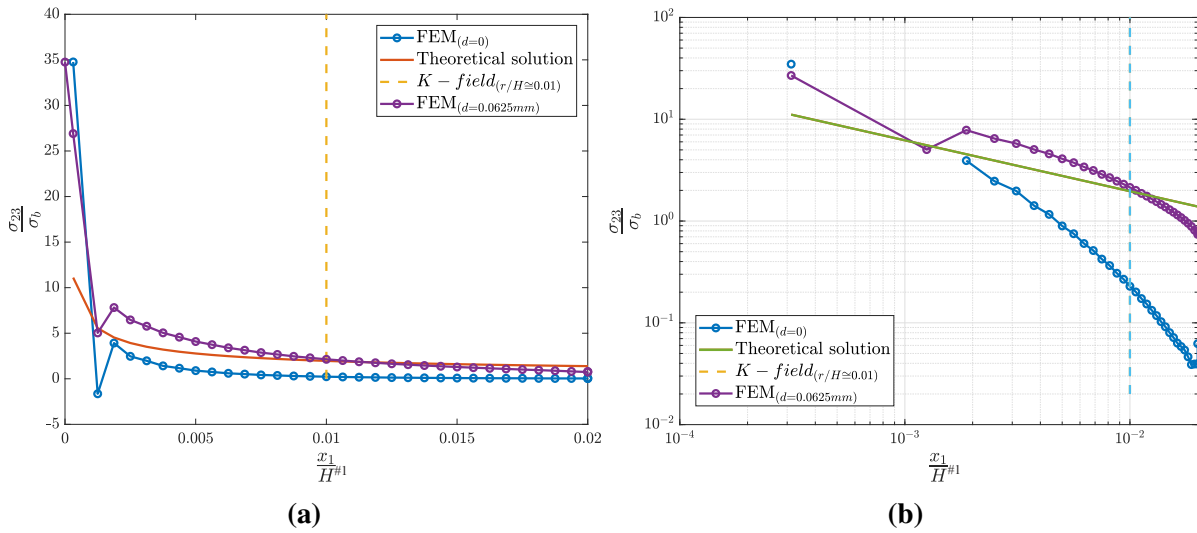 40
35
30
25
20
15
10
5
0
-5
σ23/σb
0 0.005 0.01 0.015 0.02
x1/H^#1
FEM(d=0)
Theoretical solution
K − field(r/H≅0.01)
FEM(d=0.0625mm)
(a)
10^2
10^1
10^0
10^-1
10^-2
σ23/σb
10^-4 10^-3 10^-2
x1/H^#1
FEM(d=0)
Theoretical solution
K − field(r/H≅0.01)
FEM(d=0.0625mm)
(b)